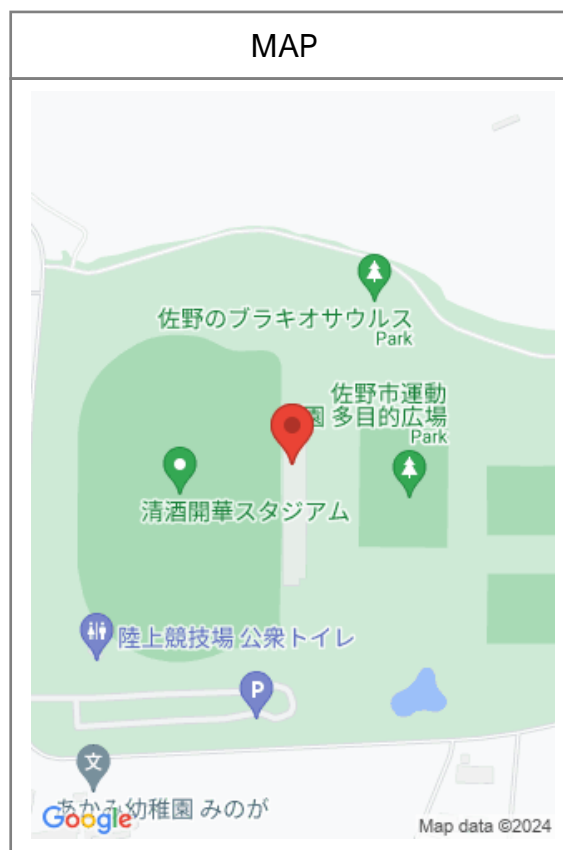 MAP
佐野のブラキオサウルス
Park
佐野市運動
園 多目的広場
Park
清酒開華スタジアム
陸上競技場 公衆トイレ
P
文
あかみ幼稚園 みのが
Google
Map data ©2024